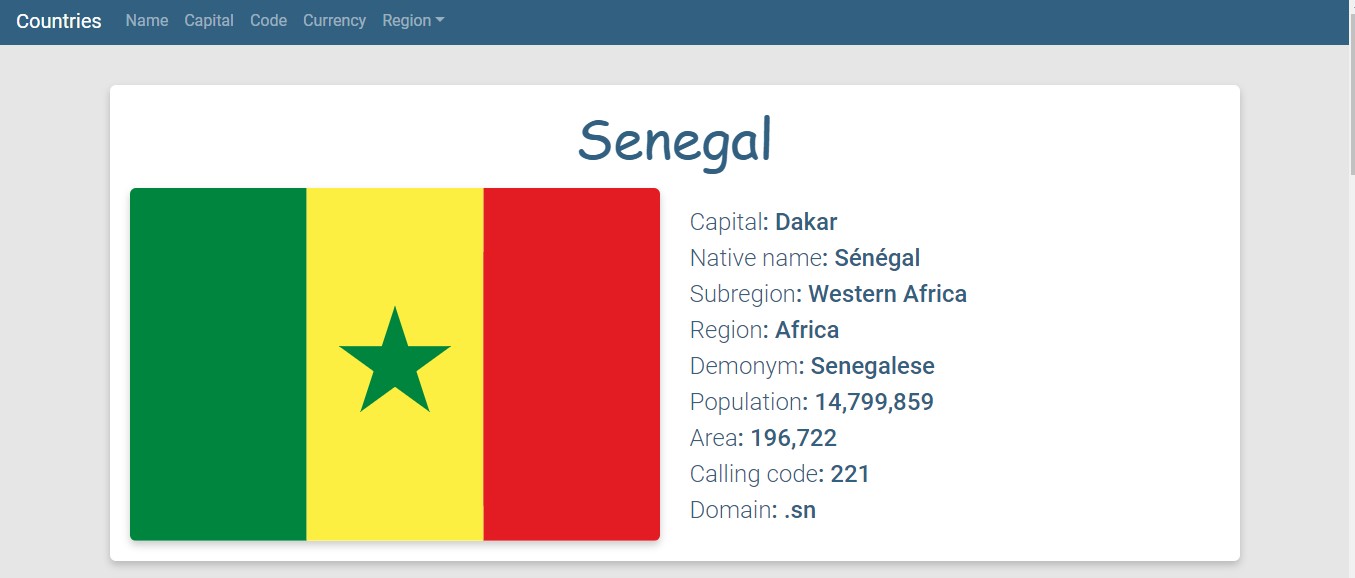 Countries Name Capital Code Currency Region
Senegal
Capital: Dakar
Native name: Sénégal
Subregion: Western Africa
Region: Africa
Demonym: Senegalese
Population: 14,799,859
Area: 196,722
Calling code: 221
Domain: .sn